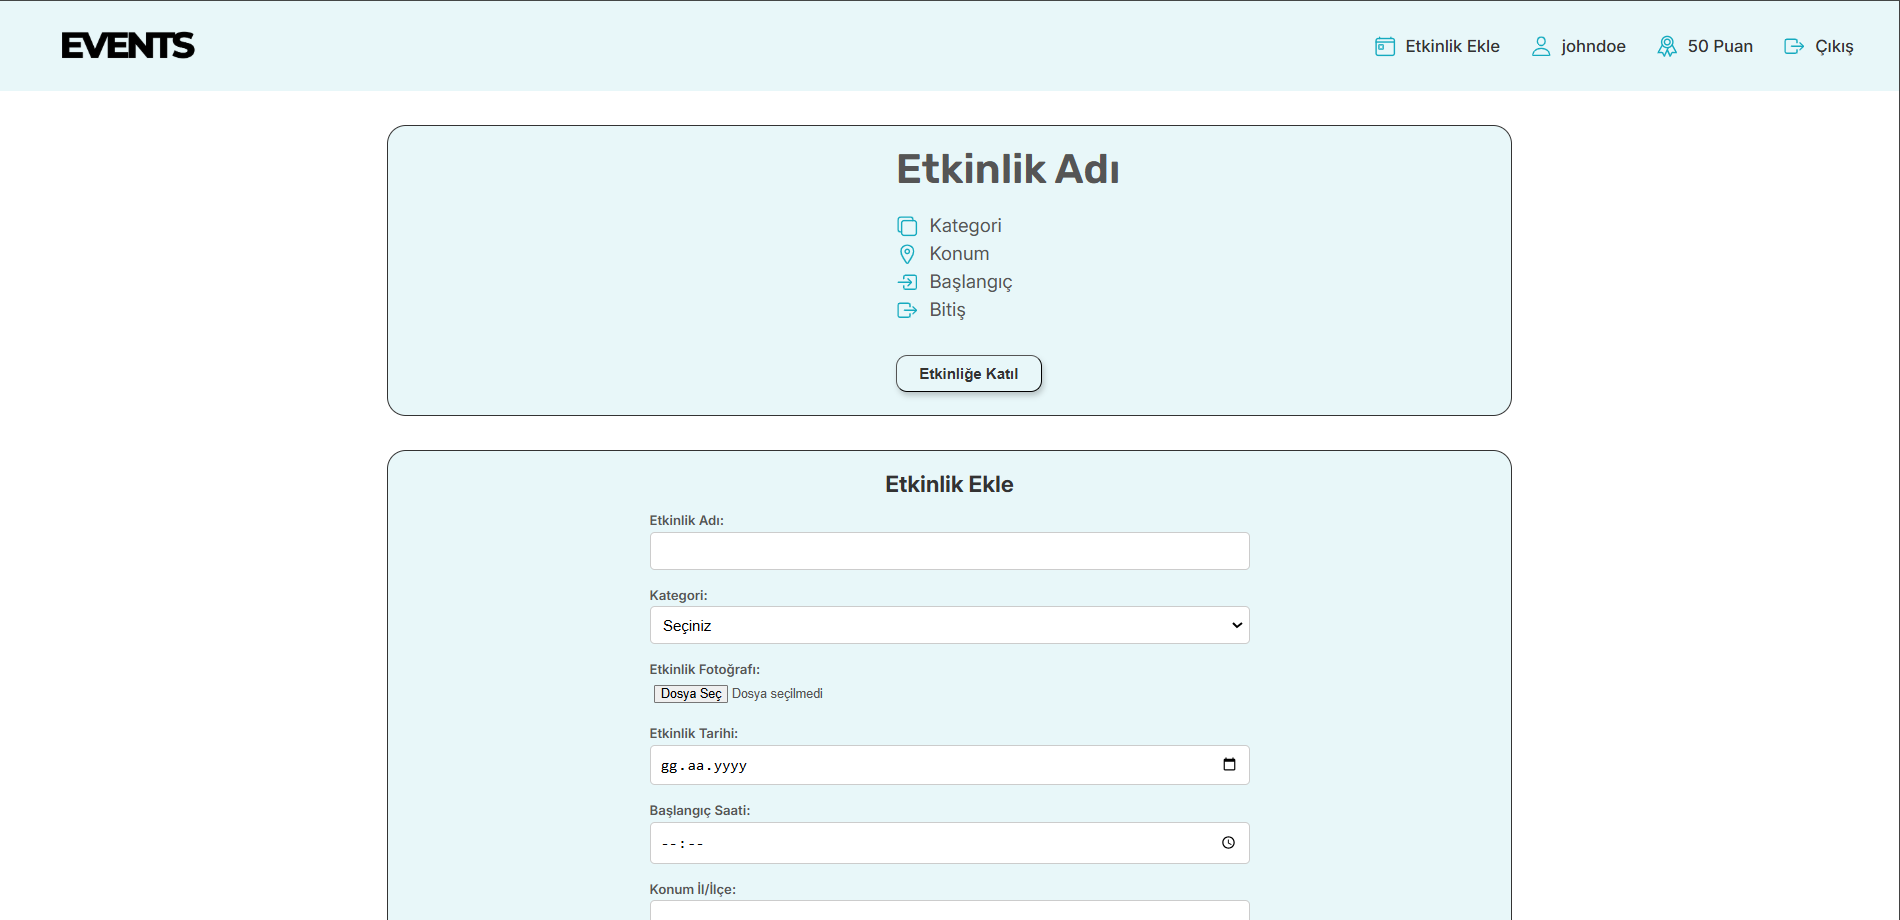 EVENTS
Etkinlik Ekle
johndoe
50 Puan
Çıkış
Etkinlik Adı
Kategori
Konum
Başlangıç
Bitiş
Etkinliğe Katıl
Etkinlik Ekle
Etkinlik Adı:
Kategori:
Seçiniz
Etkinlik Fotoğrafı:
Dosya Seç Dosya seçilmedi
Etkinlik Tarihi:
gg.aa.yyyy
Başlangıç Saati:
--:--
Konum İl/İlçe: